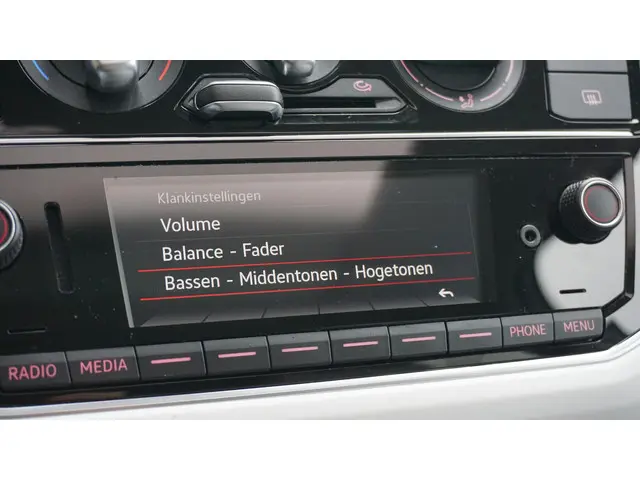 Klankinstellingen
Volume
Balance - Fader
Bassen - Middentonen - Hogetonen
RADIO
MEDIA
PHONE
MENU